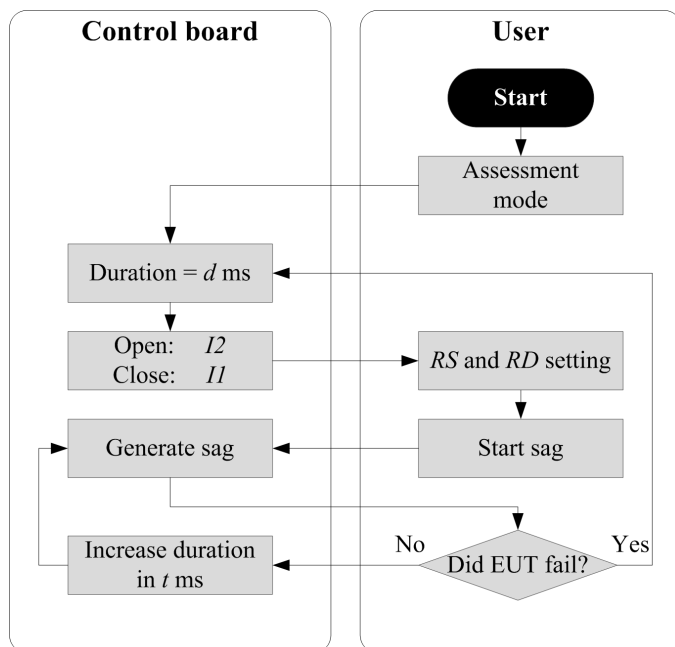 Control board
User
Start
Assessment
mode
Duration = d ms
Open: I2
Close: I1
RS and RD setting
Generate sag
Start sag
Increase duration
in t ms
No
Did EUT fail?
Yes